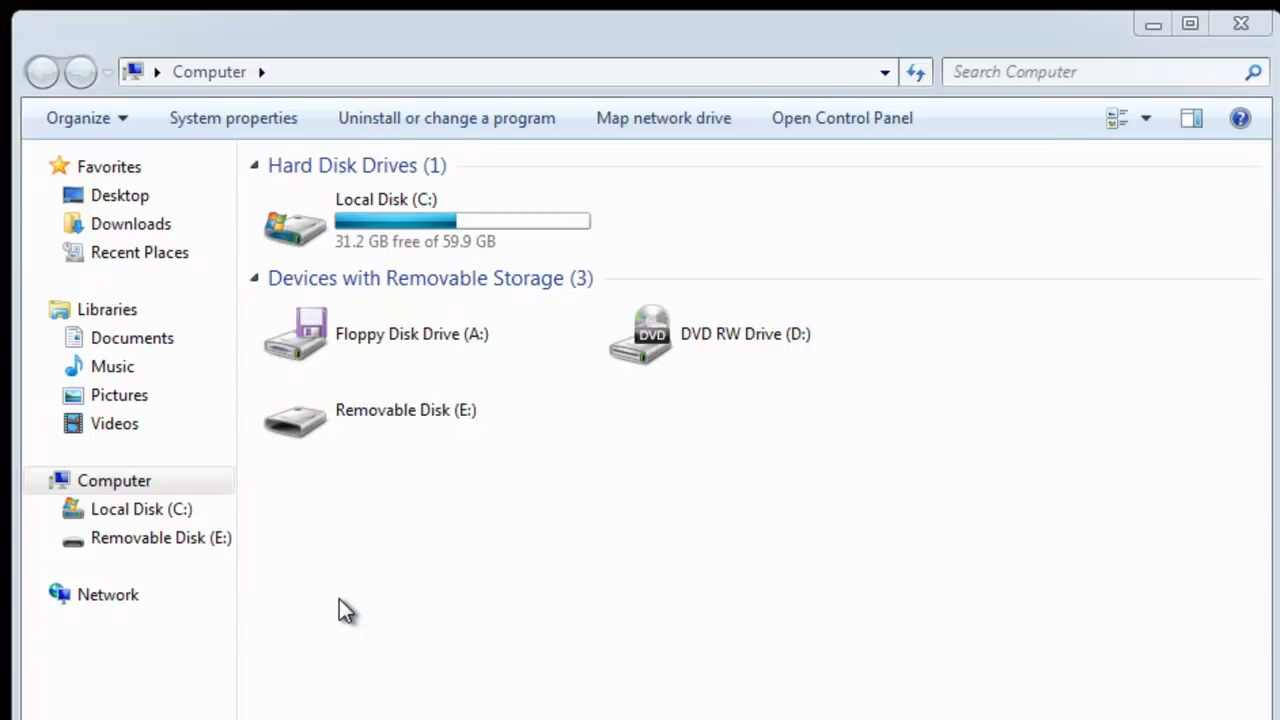 Computer
Search Computer
Organize
System properties
Uninstall or change a program
Map network drive
Open Control Panel
Favorites
Desktop
Downloads
Recent Places
Libraries
Documents
Music
Pictures
Videos
Computer
Local Disk (C:)
Removable Disk (E:)
Network
Hard Disk Drives (1)
Local Disk (C:)
31.2 GB free of 59.9 GB
Devices with Removable Storage (3)
Floppy Disk Drive (A:)
DVD
DVD RW Drive (D:)
Removable Disk (E:)